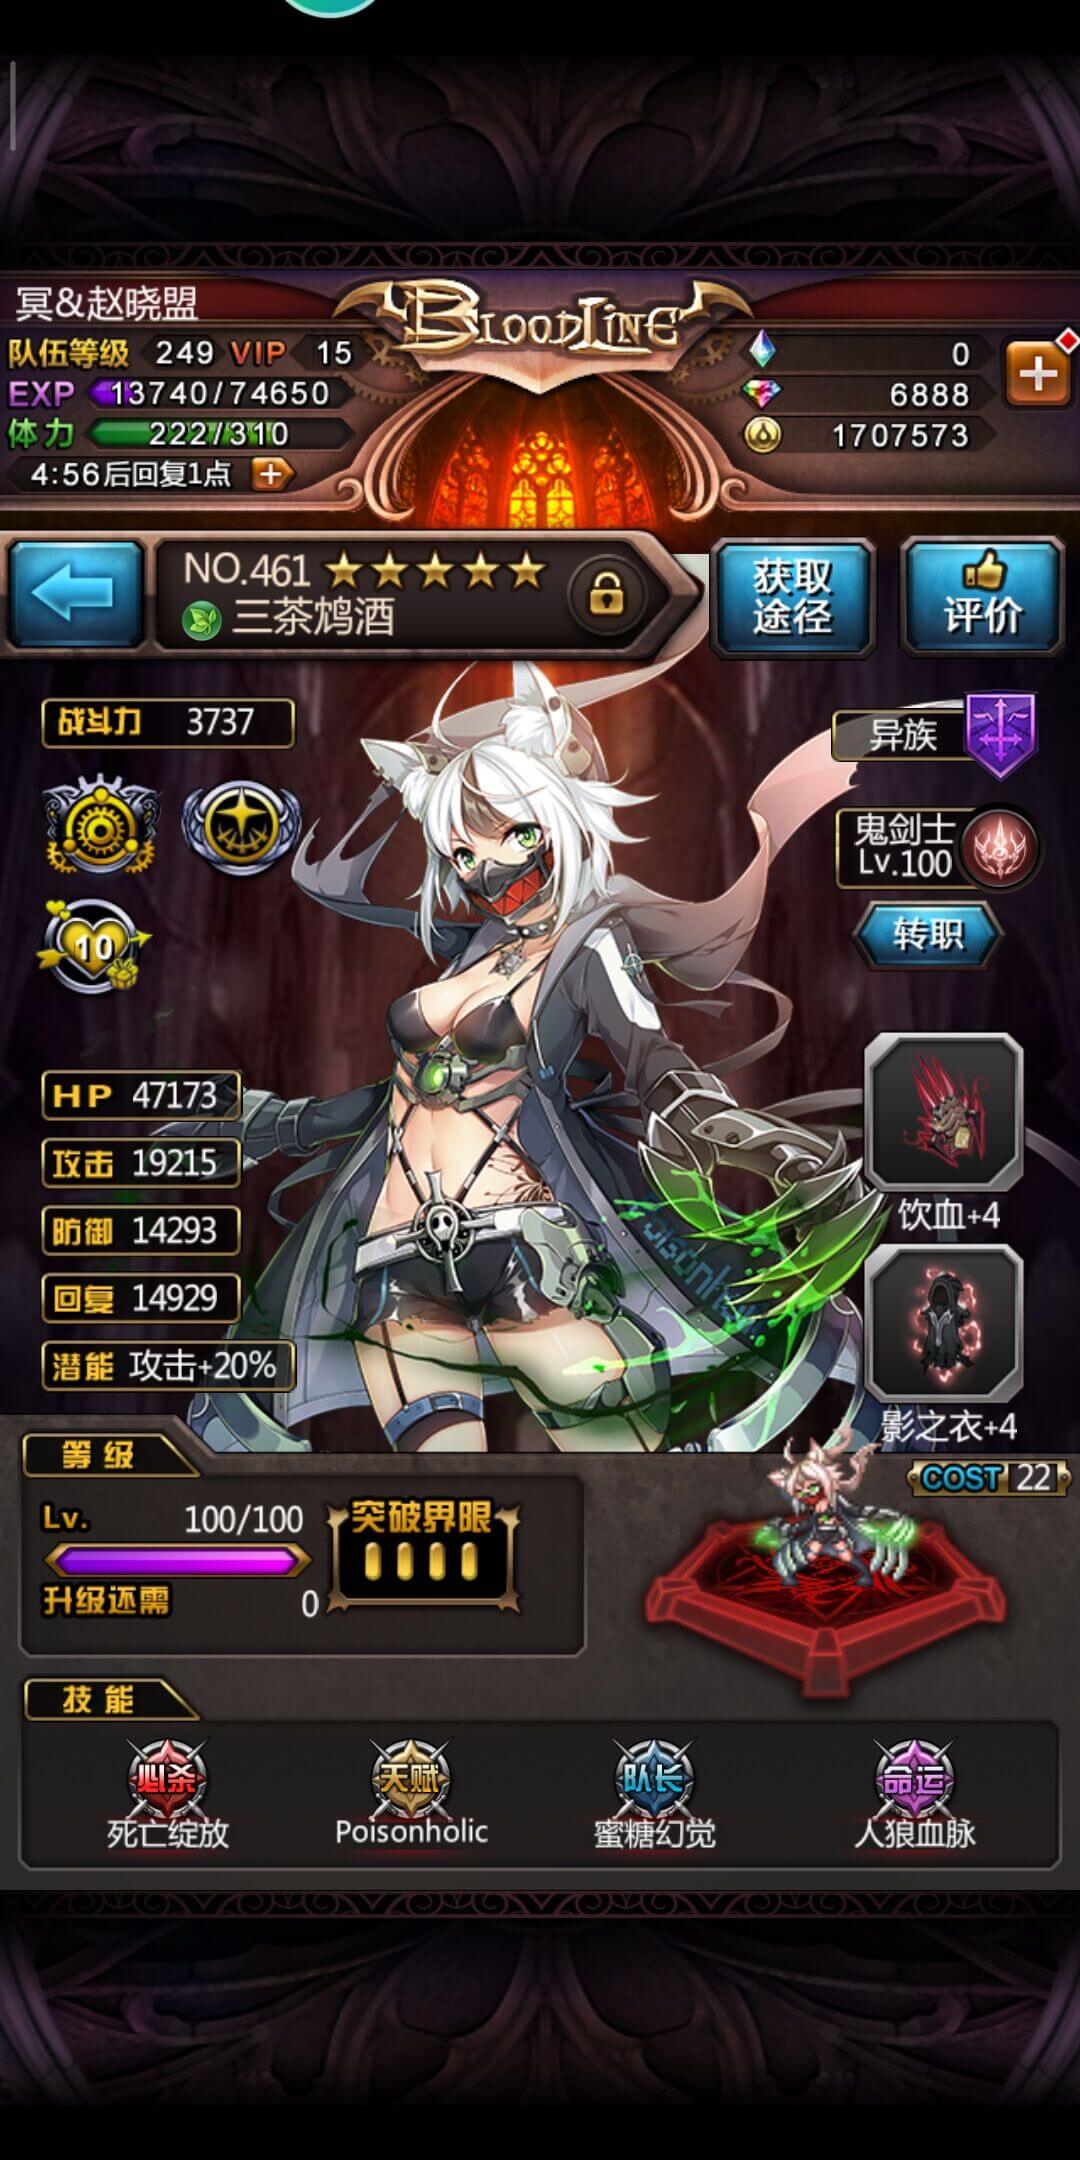 冥&赵晓盟
BLOODLINE
队伍等级 249 VIP 15
0
EXP 13740/74650
6888
体力 222/310
1707573
4:56后回复1点
NO.461
三茶鸩酒
获取
途径
评价
战斗力 3737
异族
鬼剑士
Lv.100
转职
10
HP 47173
攻击 19215
饮血+4
防御 14293
回复 14929
潜能 攻击+20%
影之衣+4
等级
COST 22
Lv. 100/100
突破界限
升级还需 0
技能
必杀
天赋
队长
命运
死亡绽放
Poisonholic
蜜糖幻觉
人狼血脉